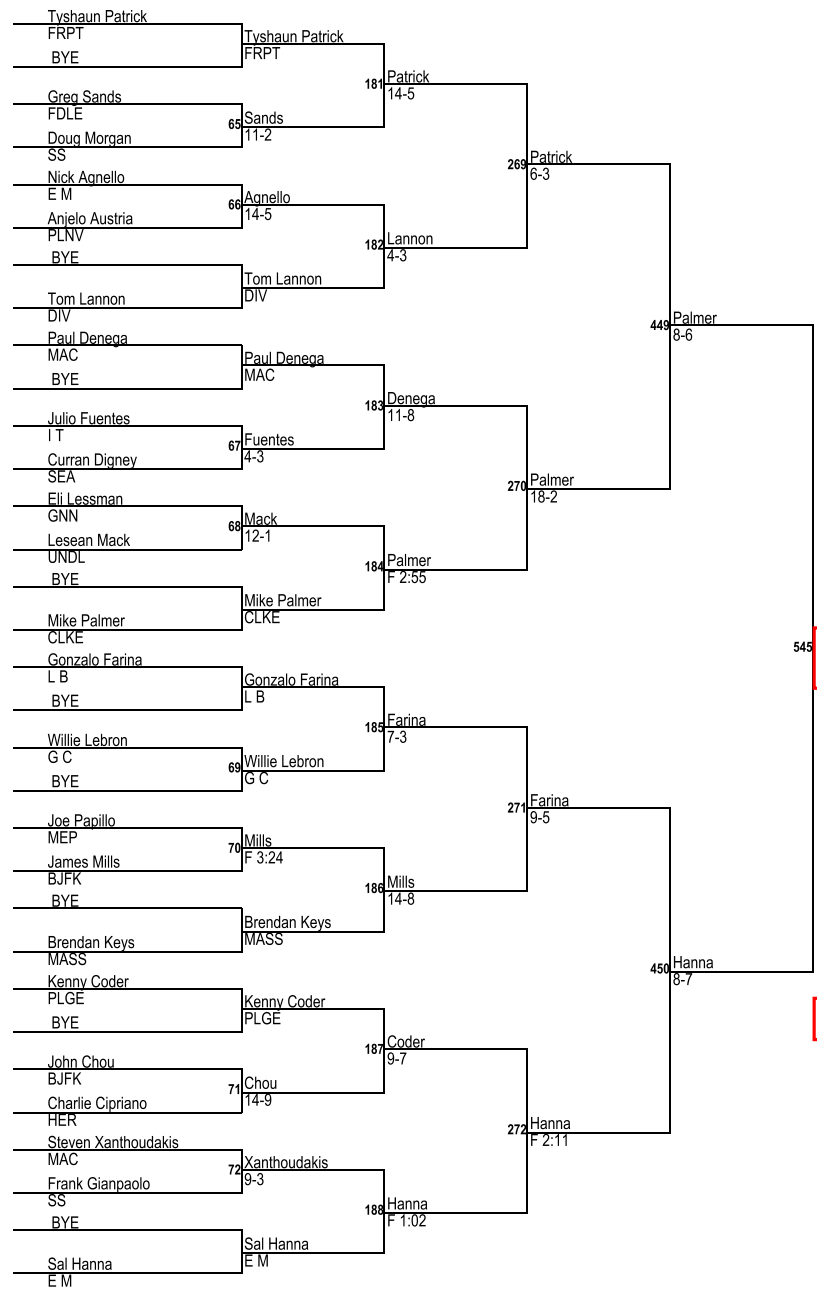 Tyshaun Patrick
FRPT
BYE
Tyshaun Patrick
FRPT
181 Patrick
14-5
Greg Sands
FDLE
65 Sands
11-2
Doug Morgan
SS
269 Patrick
6-3
Nick Agnello
E M
66 Agnello
14-5
Anjelo Austria
PLNV
182 Lannon
4-3
BYE
Tom Lannon
DIV
Tom Lannon
DIV
449 Palmer
8-6
Paul Denega
MAC
BYE
Paul Denega
MAC
183 Denega
11-8
Julio Fuentes
I T
67 Fuentes
4-3
Curran Digney
SEA
270 Palmer
18-2
Eli Lessman
GNN
68 Mack
12-1
Lesean Mack
UNDL
184 Palmer
F 2:55
BYE
Mike Palmer
CLKE
Mike Palmer
CLKE
545
Gonzalo Farina
L B
BYE
Gonzalo Farina
L B
185 Farina
7-3
Willie Lebron
G C
69 Willie Lebron
G C
BYE
271 Farina
9-5
Joe Papillo
MEP
70 Mills
F 3:24
James Mills
BJFK
186 Mills
14-8
BYE
Brendan Keys
MASS
Brendan Keys
MASS
450 Hanna
8-7
Kenny Coder
PLGE
BYE
Kenny Coder
PLGE
187 Coder
9-7
John Chou
BJFK
71 Chou
14-9
Charlie Cipriano
HER
272 Hanna
F 2:11
Steven Xanthoudakis
MAC
72 Xanthoudakis
9-3
Frank Gianpaolo
SS
188 Hanna
F 1:02
BYE
Sal Hanna
E M
Sal Hanna
E M